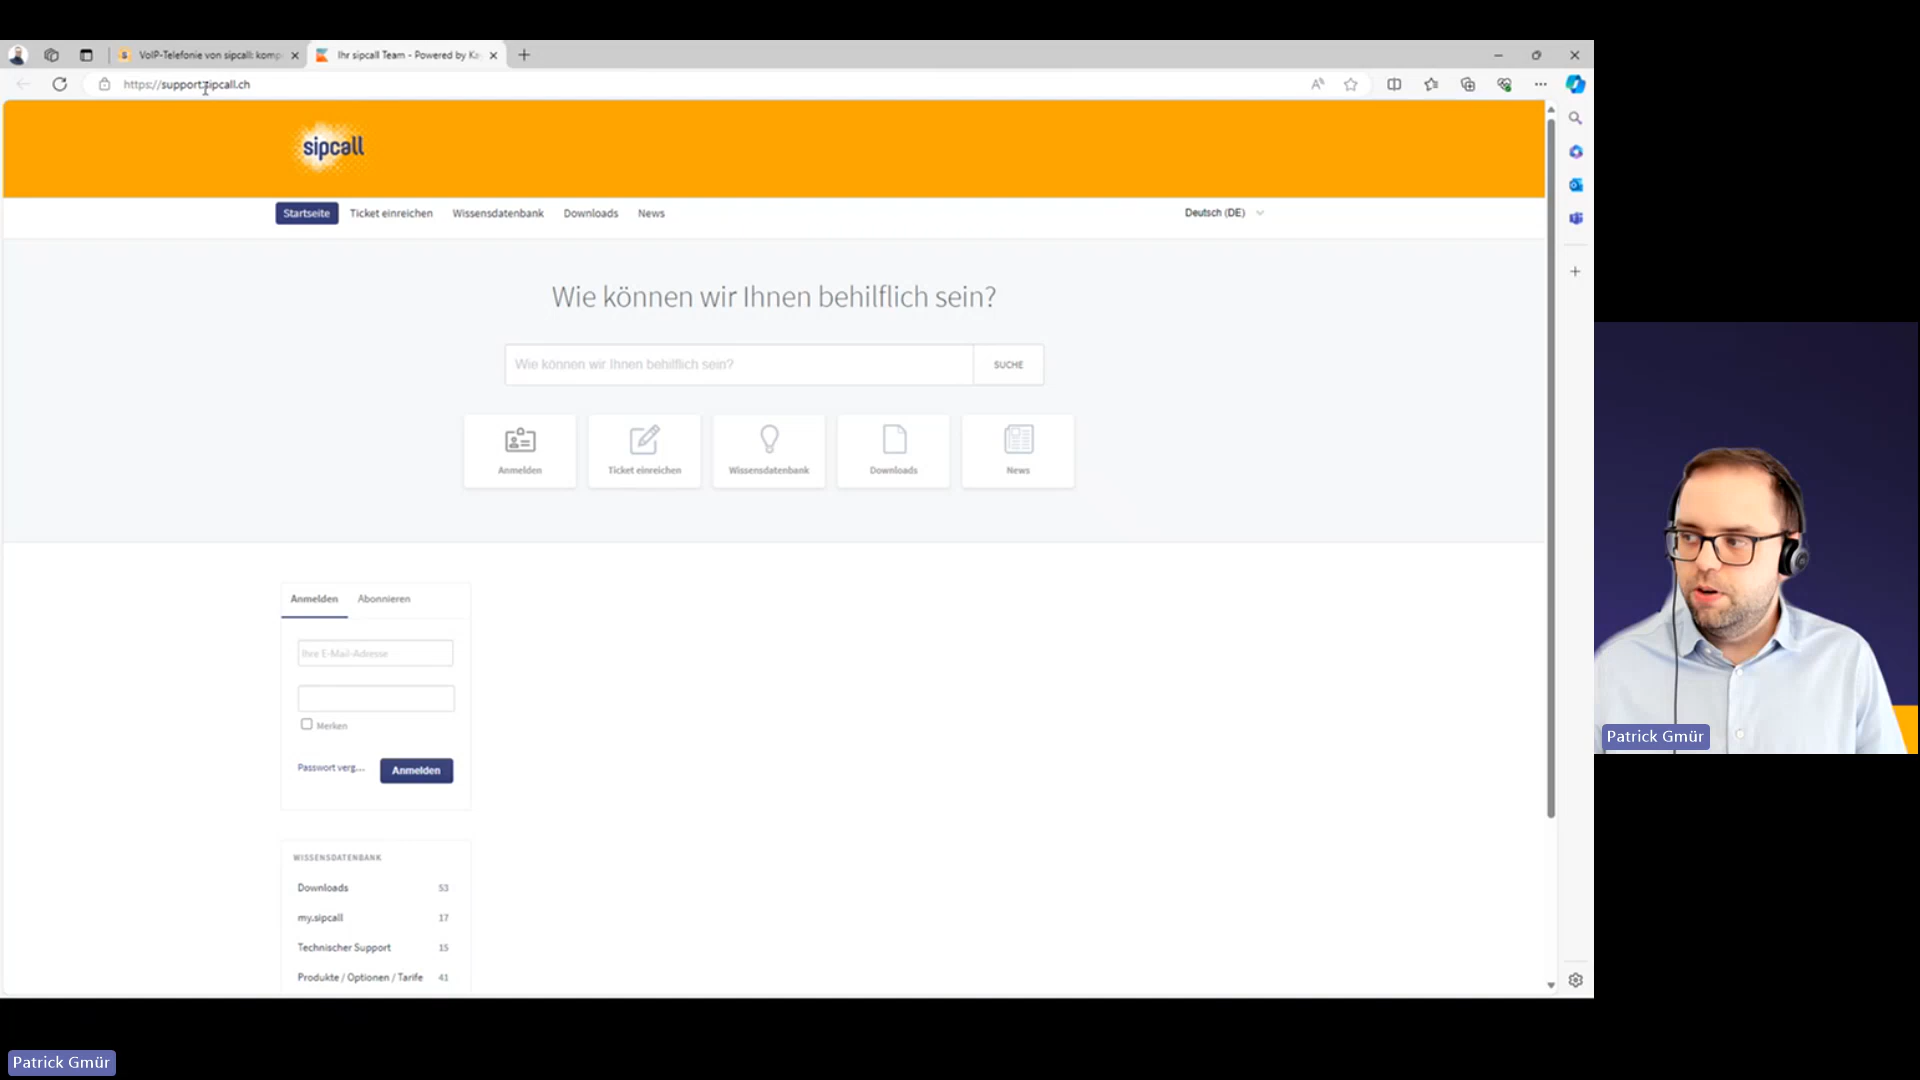 VoIP-Telefonie von sipcall: komp
Ihr sipcall Team - Powered by Ka
https://support.sipcall.ch
sipcall
Startseite
Ticket einreichen
Wissensdatenbank
Downloads
News
Deutsch (DE)
Wie können wir Ihnen behilflich sein?
Wie können wir Ihnen behilflich sein?
SUCHE
Anmelden
Ticket einreichen
Wissensdatenbank
Downloads
News
Anmelden
Abonnieren
Ihre E-Mail-Adresse
Merken
Passwort verg...
Anmelden
WISSENSDATENBANK
Downloads 53
my.sipcall 17
Technischer Support 15
Produkte / Optionen / Tarife 41
Patrick Gmür
Patrick Gmür